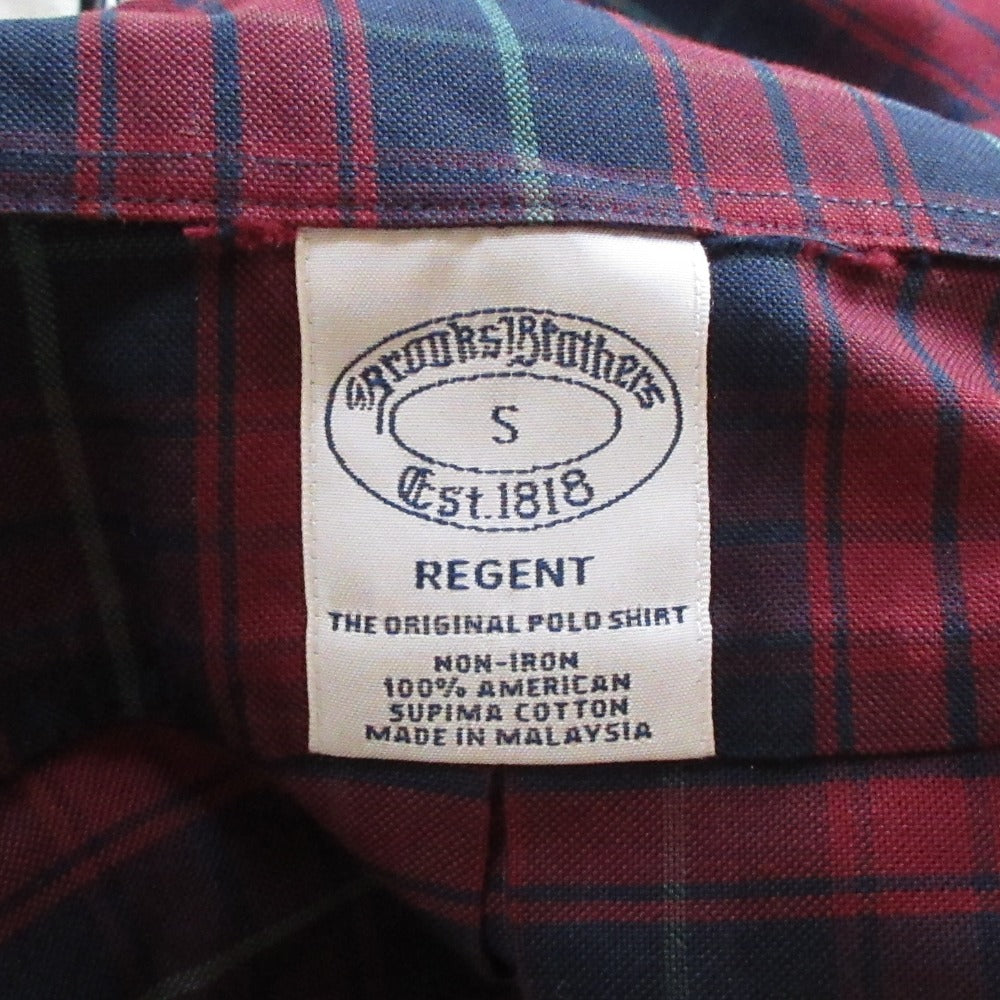 Brooks Brothers
S
Est. 1818
REGENT
THE ORIGINAL POLO SHIRT
NON-IRON
100% AMERICAN
SUPIMA COTTON
MADE IN MALAYSIA